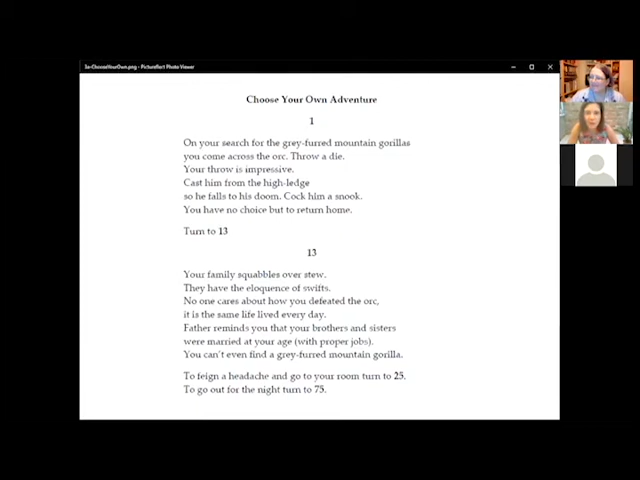 1a-ChooseYourOwn.png - PictureFlect Photo Viewer
Choose Your Own Adventure
1
On your search for the grey-furred mountain gorillas
you come across the orc. Throw a die.
Your throw is impressive.
Cast him from the high-ledge
so he falls to his doom. Cock him a snook.
You have no choice but to return home.
Turn to 13
13
Your family squabbles over stew.
They have the eloquence of swifts.
No one cares about how you defeated the orc,
it is the same life lived every day.
Father reminds you that your brothers and sisters
were married at your age (with proper jobs).
You can't even find a grey-furred mountain gorilla.
To feign a headache and go to your room turn to 25.
To go out for the night turn to 75.